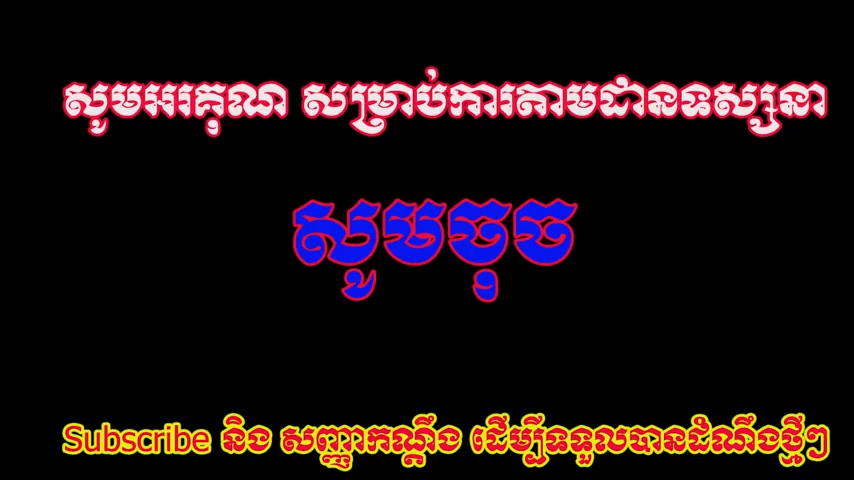 សូមអរគុណ សម្រាប់ការតាមដានទស្សនា
សូមចុច
Subscribe និង សញ្ញាកណ្ដឹង ដើម្បីទទួលបានដំណឹងថ្មីៗ